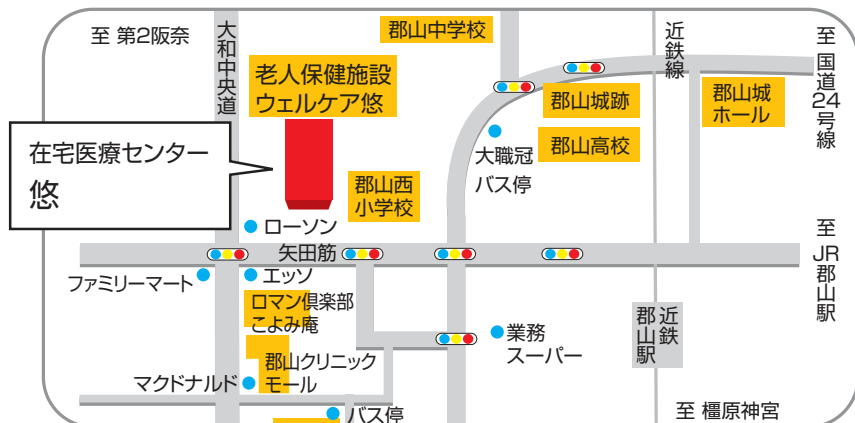 至 第2阪奈
大和中央道
郡山中学校
近鉄線
至 国道24号線
老人保健施設
ウェルケア悠
郡山城跡
郡山城
ホール
在宅医療センター
悠
大職冠
バス停
郡山高校
郡山西
小学校
ローソン
矢田筋
至 JR郡山駅
ファミリーマート
エッソ
ロマン倶楽部
こよみ庵
近鉄
郡山駅
業務
スーパー
郡山クリニック
モール
マクドナルド
バス停
至 橿原神宮